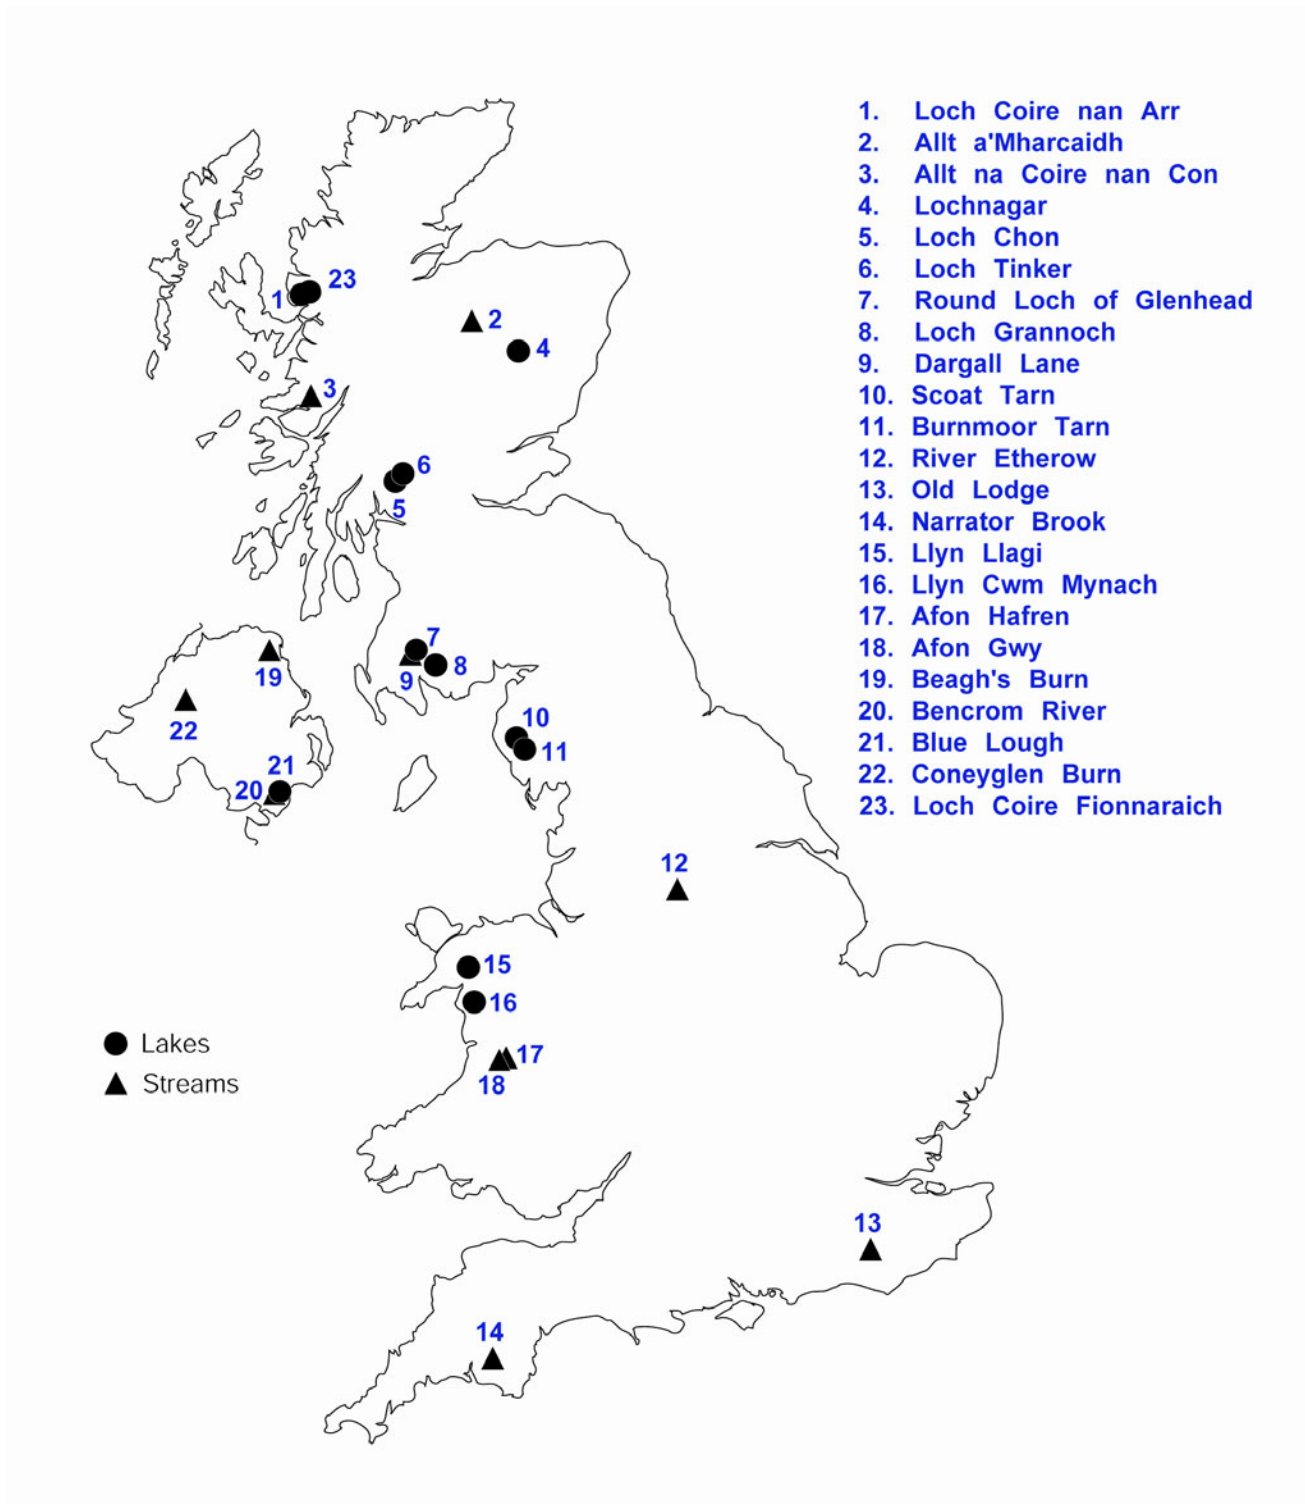 1. Loch Coire nan Arr
2. Allt a'Mharcaidh
3. Allt na Coire nan Con
4. Lochnagar
5. Loch Chon
6. Loch Tinker
7. Round Loch of Glenhead
8. Loch Grannoch
9. Dargall Lane
10. Scoat Tarn
11. Burnmoor Tarn
12. River Etherow
13. Old Lodge
14. Narrator Brook
15. Llyn Llagi
16. Llyn Cwm Mynach
17. Afon Hafren
18. Afon Gwy
19. Beagh's Burn
20. Bencrom River
21. Blue Lough
22. Coneyglen Burn
23. Loch Coire Fionnaraich
23
1
2
4
3
6
5
7
8
9
19
22
10
11
21
20
12
15
16
17
18
Lakes
Streams
13
14